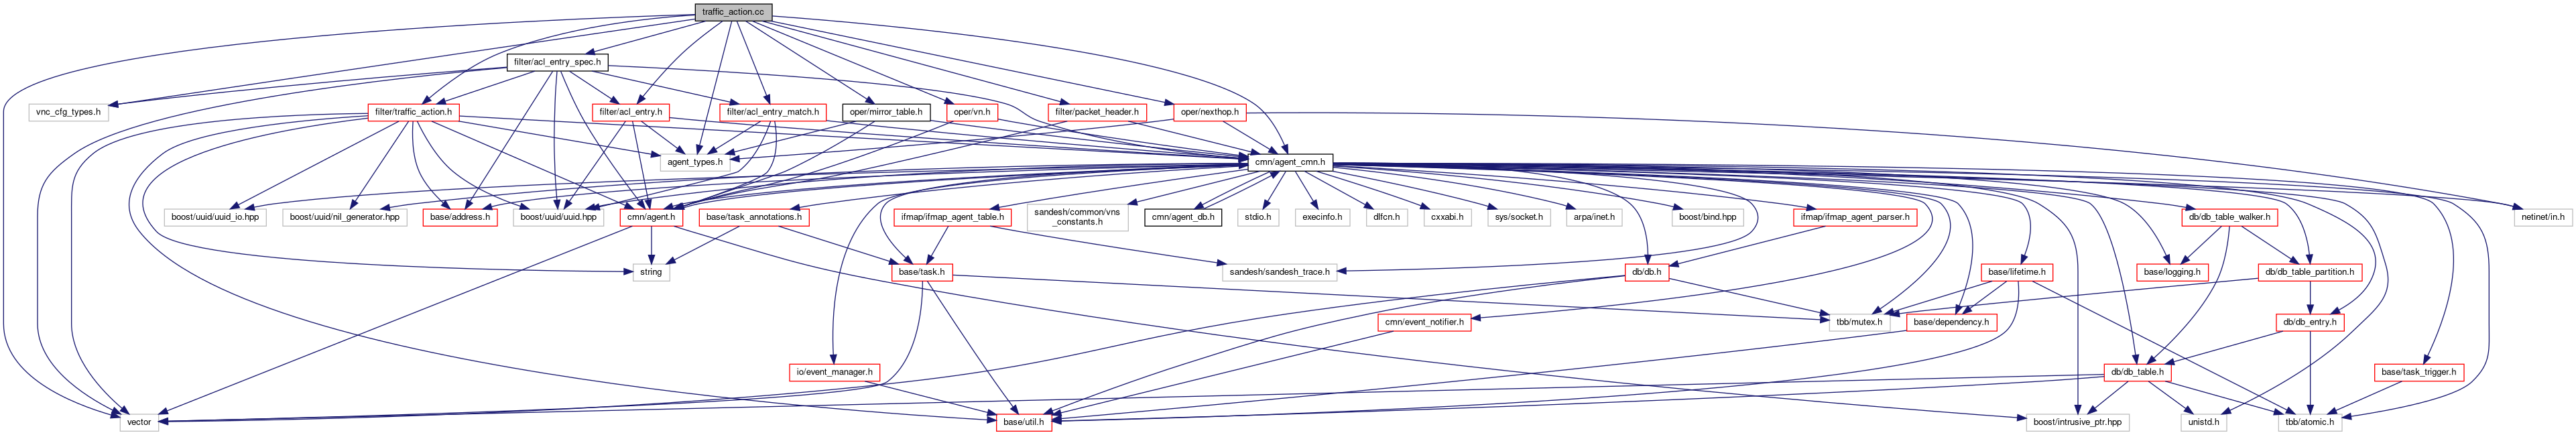 traffic_action.cc
filter/acl_entry_spec.h
vnc_cfg_types.h
filter/traffic_action.h
filter/acl_entry.h
filter/acl_entry_match.h
oper/mirror_table.h
oper/vn.h
filter/packet_header.h
oper/nexthop.h
agent_types.h
cmn/agent_cmn.h
boost/uuid/uuid_io.hpp
boost/uuid/nil_generator.hpp
base/address.h
boost/uuid/uuid.hpp
cmn/agent.h
base/task_annotations.h
ifmap/ifmap_agent_table.h
sandesh/common/vns
_constants.h
cmn/agent_db.h
stdio.h
execinfo.h
dlfcn.h
cxxabi.h
sys/socket.h
arpa/inet.h
boost/bind.hpp
ifmap/ifmap_agent_parser.h
db/db_table_walker.h
netinet/in.h
string
base/task.h
sandesh/sandesh_trace.h
db/db.h
base/lifetime.h
base/logging.h
db/db_table_partition.h
cmn/event_notifier.h
tbb/mutex.h
base/dependency.h
db/db_entry.h
io/event_manager.h
db/db_table.h
base/task_trigger.h
vector
base/util.h
boost/intrusive_ptr.hpp
unistd.h
tbb/atomic.h